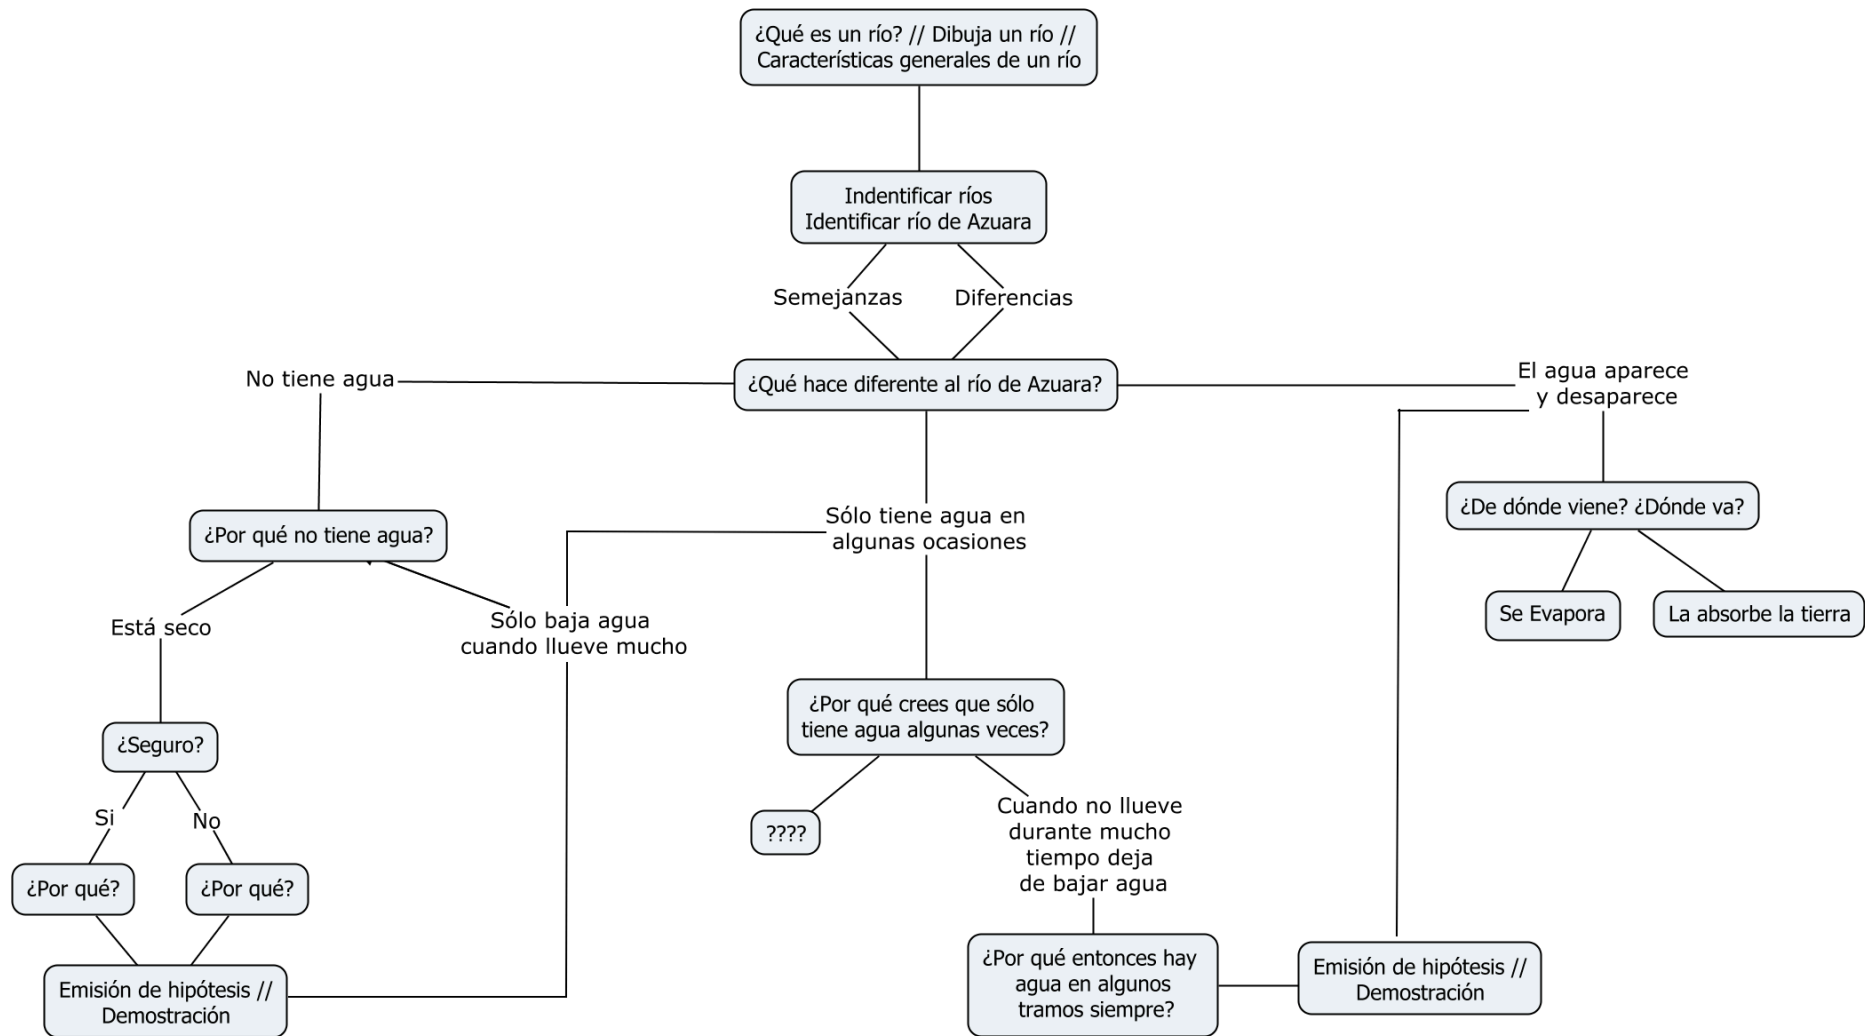 ¿Qué es un río? // Dibuja un río //
Características generales de un río
Indentificar ríos
Identificar río de Azuara
Semejanzas
Diferencias
¿Qué hace diferente al río de Azuara?
No tiene agua
El agua aparece
y desaparece
¿Por qué no tiene agua?
Sólo tiene agua en
algunas ocasiones
¿De dónde viene? ¿Dónde va?
Se Evapora
La absorbe la tierra
Está seco
Sólo baja agua
cuando llueve mucho
¿Seguro?
¿Por qué crees que sólo
tiene agua algunas veces?
Si
No
????
Cuando no llueve
durante mucho
tiempo deja
de bajar agua
¿Por qué?
¿Por qué?
Emisión de hipótesis //
Demostración
¿Por qué entonces hay
agua en algunos
tramos siempre?
Emisión de hipótesis //
Demostración